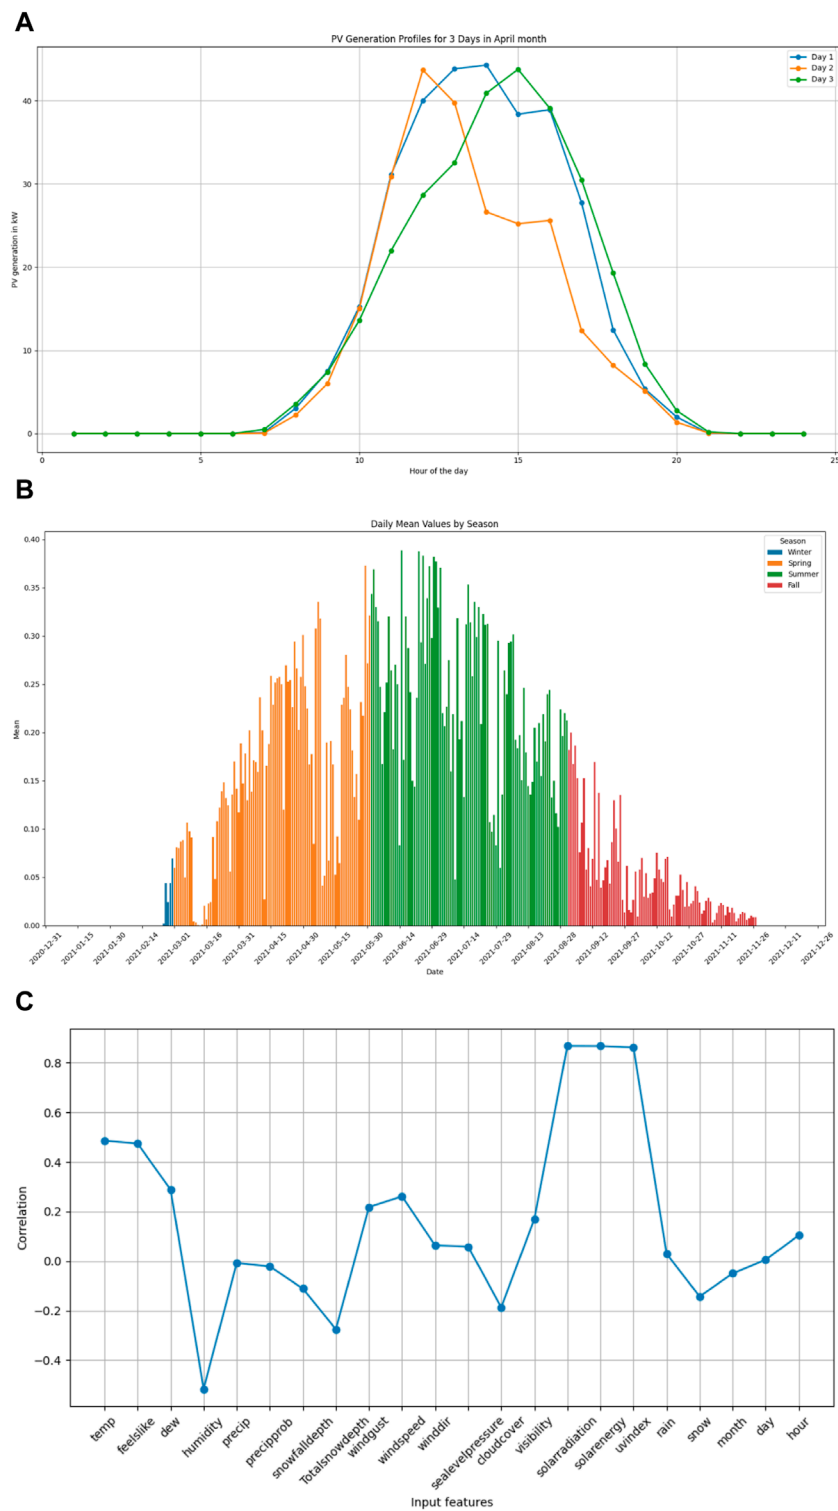 A
PV Generation Profiles for 3 Days in April month
Day 1
Day 2
Day 3
40
30
20
10
0
PV generation in kW
0 5 10 15 20 25
Hour of the day
B
Daily Mean Values by Season
Season
Winter
Spring
Summer
Fall
0.40
0.35
0.30
0.25
0.20
0.15
0.10
0.05
0.00
Mean
2020-12-31
2021-01-15
2021-01-30
2021-02-14
2021-03-01
2021-03-16
2021-03-31
2021-04-15
2021-04-30
2021-05-15
2021-05-30
2021-06-14
2021-06-29
2021-07-14
2021-07-29
2021-08-13
2021-08-28
2021-09-12
2021-09-27
2021-10-12
2021-10-27
2021-11-11
2021-11-26
2021-12-11
2021-12-26
Date
C
0.8
0.6
0.4
0.2
0.0
−0.2
−0.4
Correlation
temp
feelslike
dew
humidity
precip
precipprob
snowfalldepth
Totalsnowdepth
windgust
windspeed
winddir
sealevelpressure
cloudcover
visibility
solarradiation
solarenergy
uvindex
rain
snow
month
day
hour
Input features